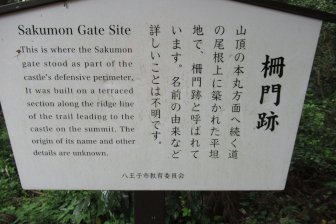 Sakumon Gate Site
This is where the Sakumon
gate stood as part of the
castle's defensive perimeter.
It was built on a terraced
section along the ridge line
of the trail leading to the
castle on the summit. The
origin of its name and other
details are unknown.
柵門跡
山頂の本丸方面へ続く道
の尾根上に築かれた平坦
地で、柵門跡と呼ばれて
います。名前の由来など
詳しいことは不明です。
八王子市教育委員会